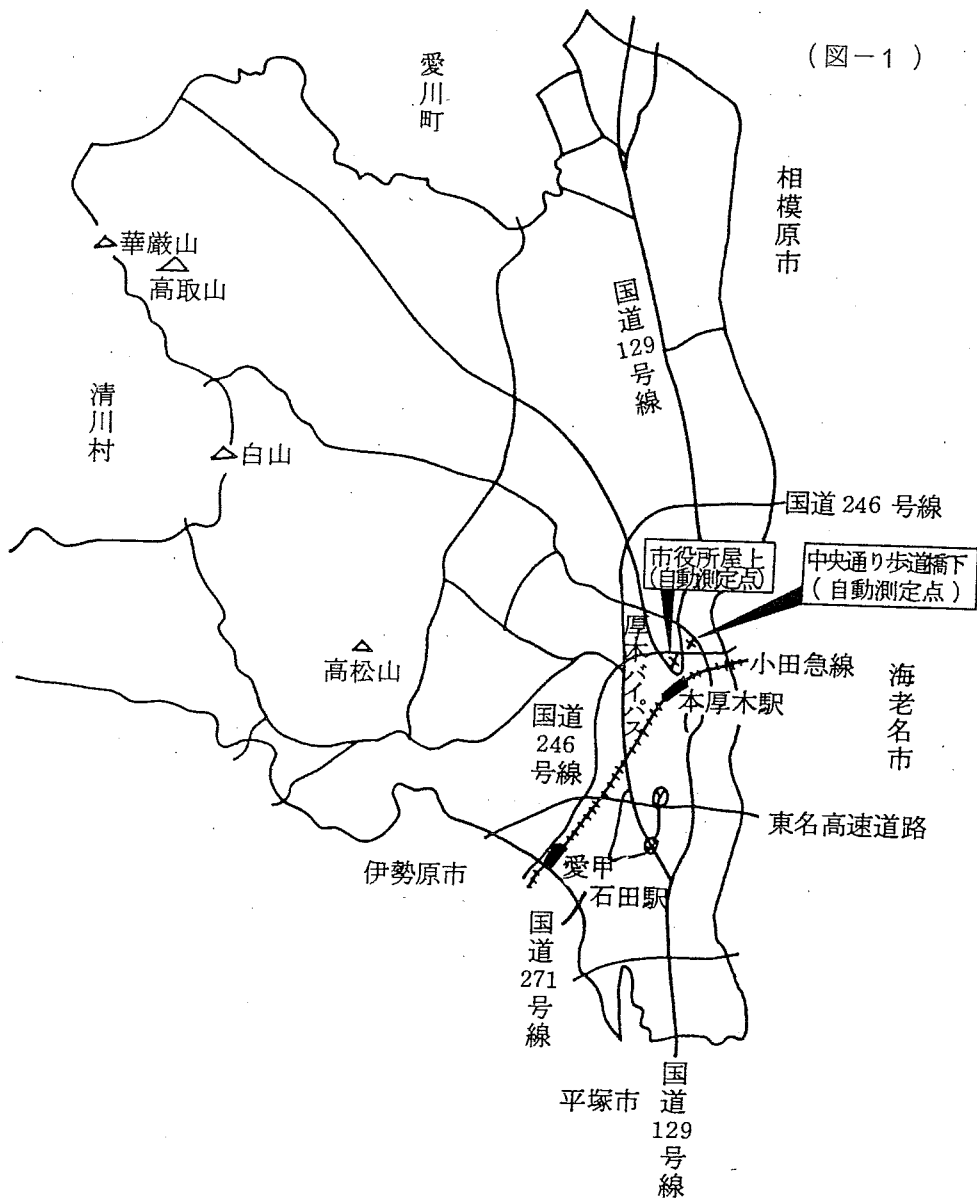 (図-1)
愛川町
相模原市
華厳山
高取山
国道129号線
清川村
白山
国道246号線
市役所屋上
(自動測定点)
中央通り歩道橋下
(自動測定点)
厚木バイパス
小田急線
高松山
本厚木駅
海老名市
国道246号線
東名高速道路
伊勢原市
愛甲
石田駅
国道271号線
平塚市
国道129号線